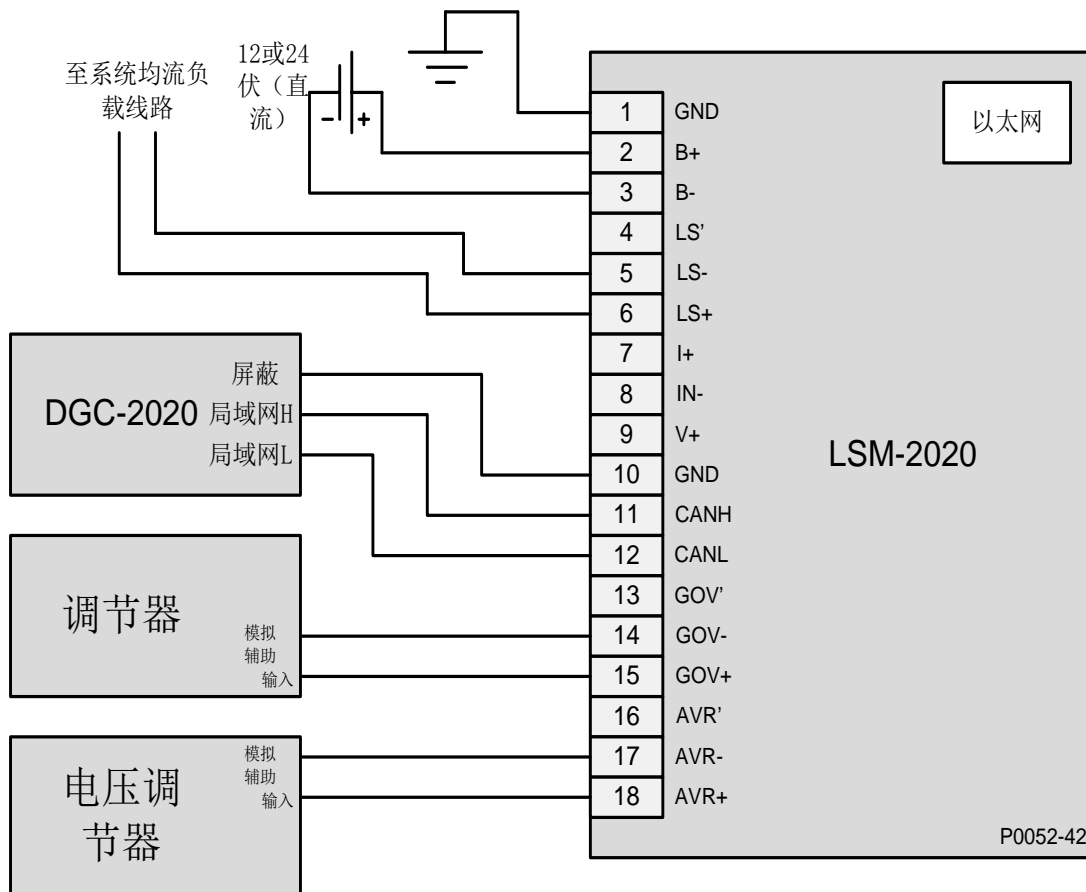 至系统均流负
载线路
12或24
伏（直
流）
-
+
1 GND
2 B+
3 B-
4 LS’
5 LS-
6 LS+
7 I+
8 IN-
9 V+
10 GND
11 CANH
12 CANL
13 GOV’
14 GOV-
15 GOV+
16 AVR’
17 AVR-
18 AVR+
以太网
LSM-2020
P0052-42
DGC-2020
屏蔽
局域网H
局域网L
调节器
模拟
辅助
输入
电压调
节器
模拟
辅助
输入